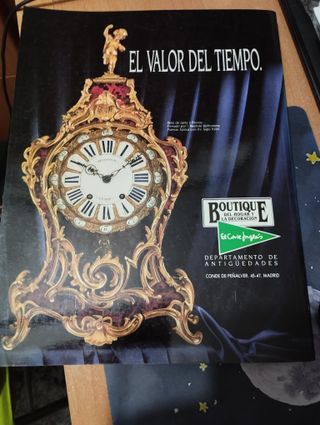 EL VALOR DEL TIEMPO.
BOUTIQUE
DEL HOGAR Y
LA DECORACION
El Corte Inglés
DEPARTAMENTO DE
ANTIGÜEDADES
CONDE DE PEÑALVER, 45-47. MADRID